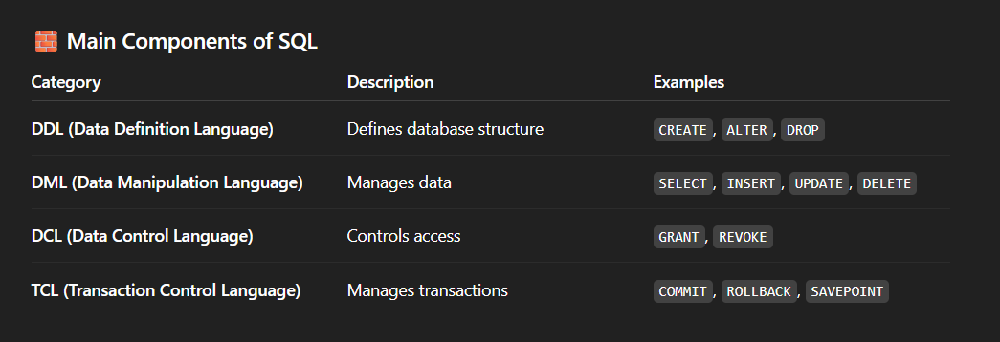 🧱 Main Components of SQL
Category Description Examples
DDL (Data Definition Language) Defines database structure CREATE, ALTER, DROP
DML (Data Manipulation Language) Manages data SELECT, INSERT, UPDATE, DELETE
DCL (Data Control Language) Controls access GRANT, REVOKE
TCL (Transaction Control Language) Manages transactions COMMIT, ROLLBACK, SAVEPOINT